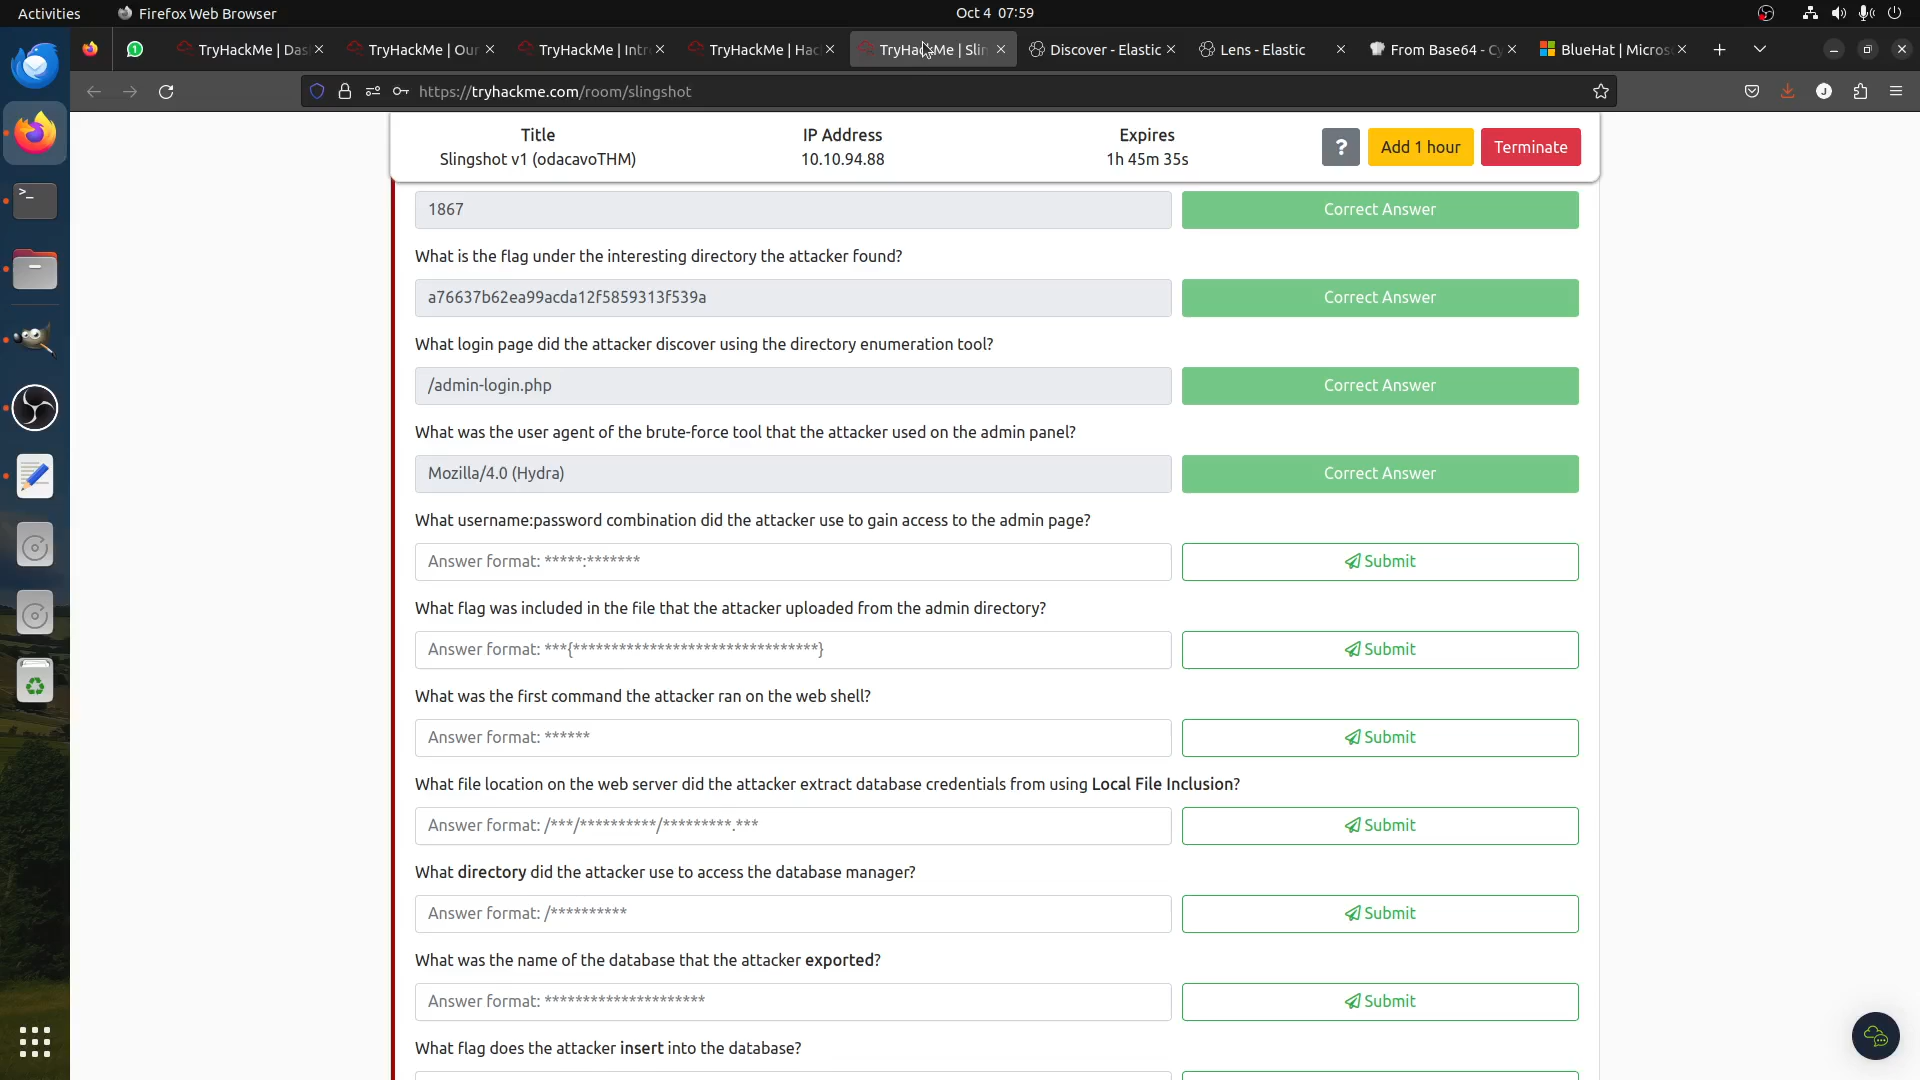 Activities
Firefox Web Browser
Oct 4 07:59
TryHackMe | Das
TryHackMe | Our
TryHackMe | Intr
TryHackMe | Hac
TryHackMe | Slin
Discover - Elastic
Lens - Elastic
From Base64 - Cy
BlueHat | Micros
https://tryhackme.com/room/slingshot
Title
Slingshot v1 (odacavoTHM)
IP Address
10.10.94.88
Expires
1h 45m 35s
?
Add 1 hour
Terminate
1867
Correct Answer
What is the flag under the interesting directory the attacker found?
a76637b62ea99acda12f5859313f539a
Correct Answer
What login page did the attacker discover using the directory enumeration tool?
/admin-login.php
Correct Answer
What was the user agent of the brute-force tool that the attacker used on the admin panel?
Mozilla/4.0 (Hydra)
Correct Answer
What username:password combination did the attacker use to gain access to the admin page?
Answer format: *****:*******
Submit
What flag was included in the file that the attacker uploaded from the admin directory?
Answer format: ***{********************************}
Submit
What was the first command the attacker ran on the web shell?
Answer format: ******
Submit
What file location on the web server did the attacker extract database credentials from using Local File Inclusion?
Answer format: /***/**********/*********.***
Submit
What directory did the attacker use to access the database manager?
Answer format: /**********
Submit
What was the name of the database that the attacker exported?
Answer format: *********************
Submit
What flag does the attacker insert into the database?